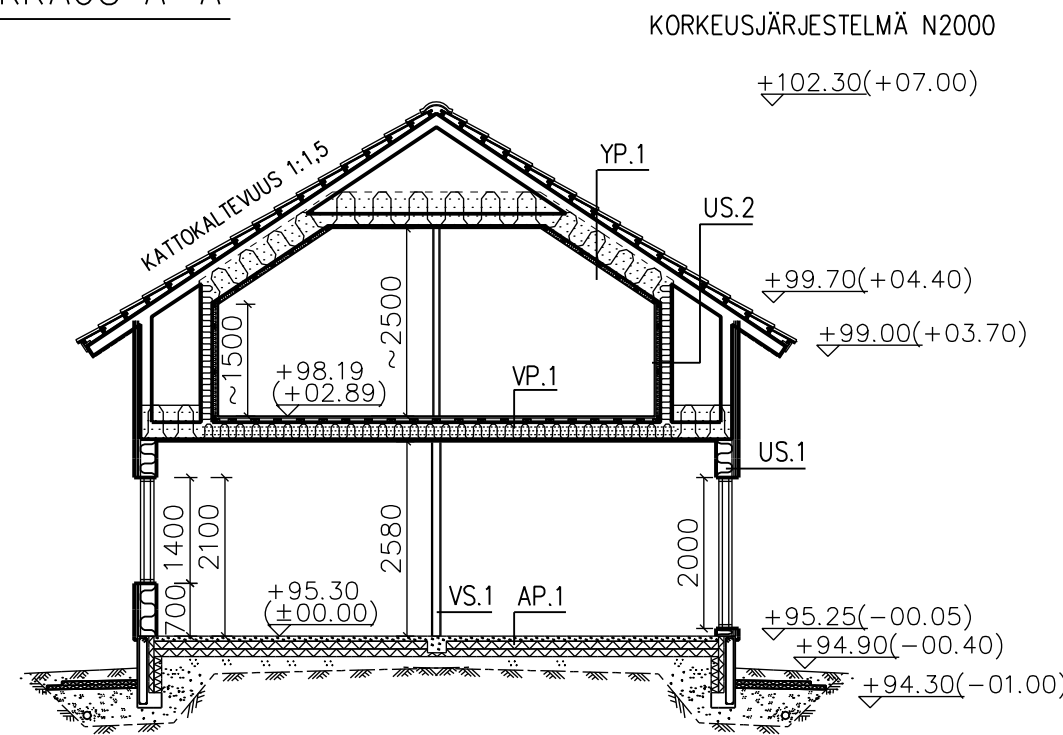 KORKEUSJÄRJESTELMÄ N2000
+102.30(+07.00)
KATTOKALTEVUUS 1:1,5
YP.1
US.2
+99.70(+04.40)
+99.00(+03.70)
~1500
~2500
+98.19
(+02.89)
VP.1
US.1
1400
2100
2580
2000
700
+95.30
(±00.00)
VS.1
AP.1
+95.25(-00.05)
+94.90(-00.40)
+94.30(-01.00)